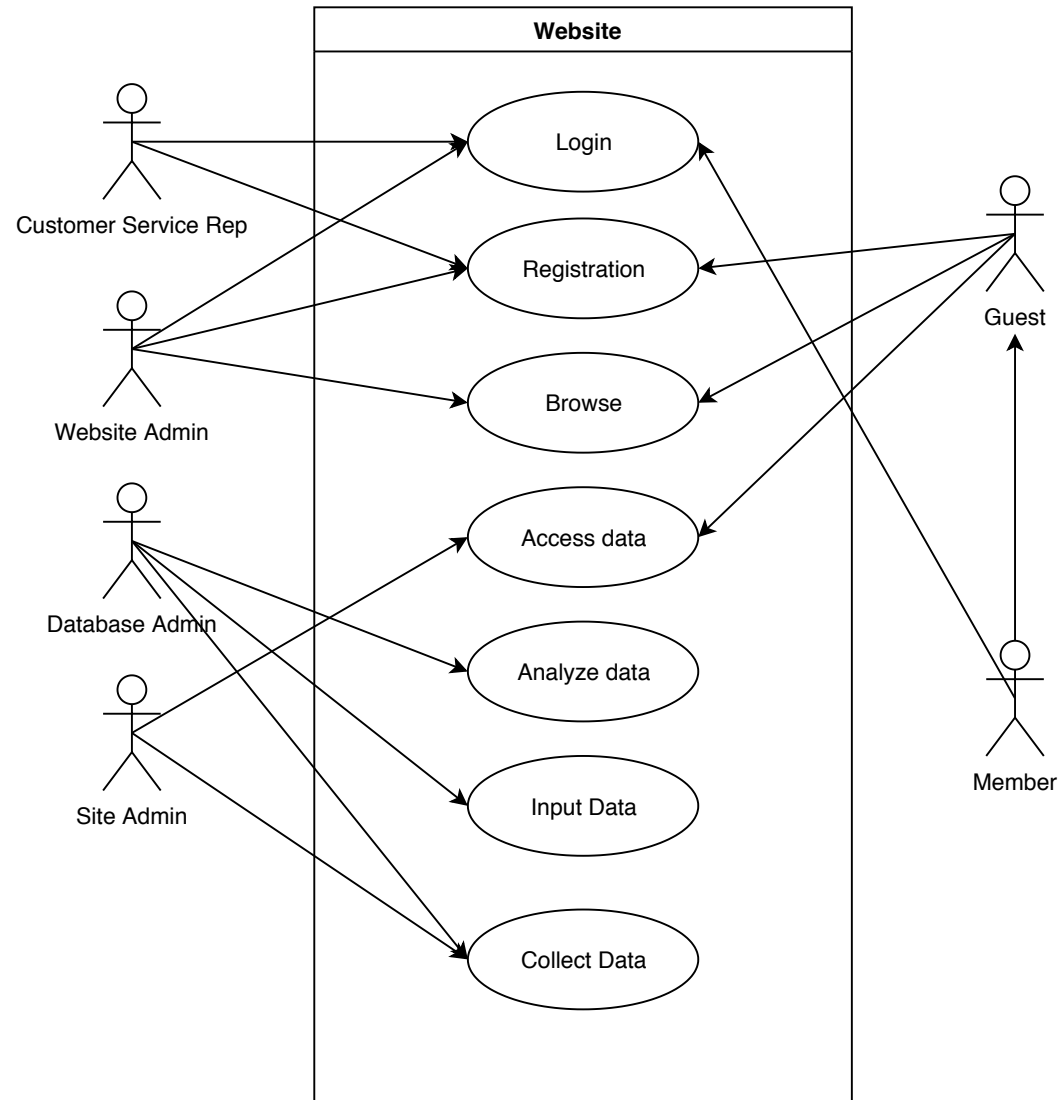 Website
Login
Customer Service Rep
Registration
Guest
Browse
Website Admin
Access data
Database Admin
Analyze data
Member
Input Data
Site Admin
Collect Data